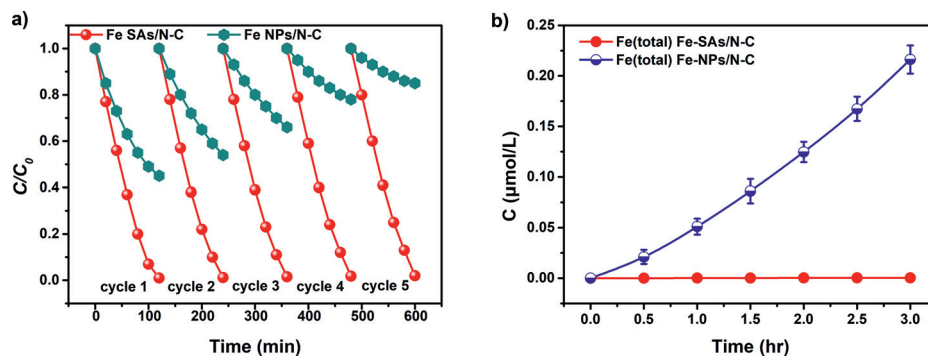 a)
Fe SAs/N-C
Fe NPs/N-C
1.0
0.8
0.6
0.4
0.2
0.0
C/C0
cycle 1
cycle 2
cycle 3
cycle 4
cycle 5
0
100
200
300
400
500
600
Time (min)
b)
Fe(total) Fe-SAs/N-C
Fe(total) Fe-NPs/N-C
0.25
0.20
0.15
0.10
0.05
0.00
C (μmol/L)
0.0
0.5
1.0
1.5
2.0
2.5
3.0
Time (hr)